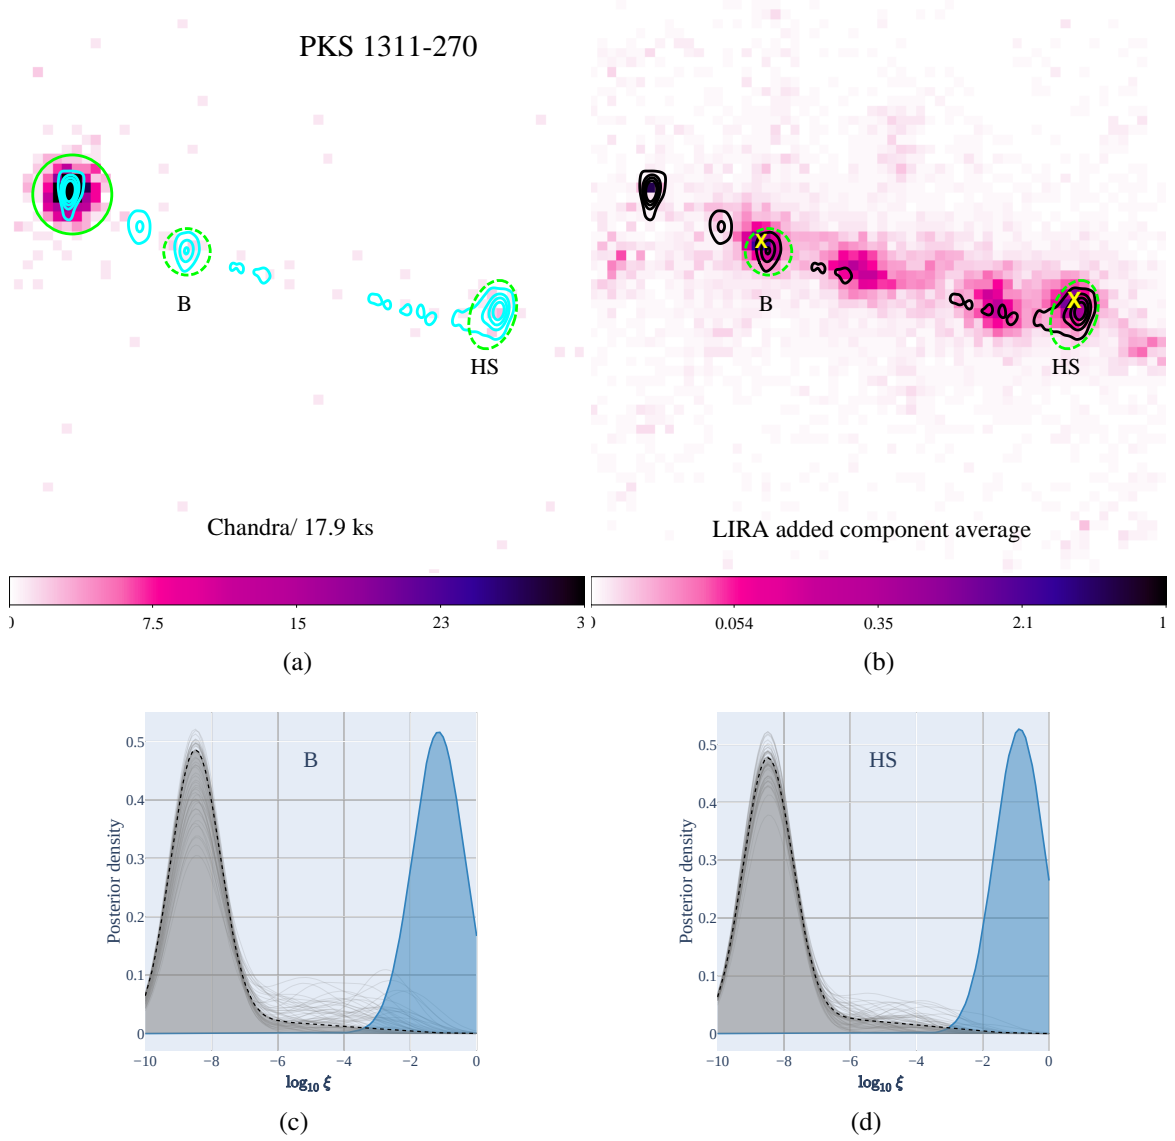 PKS 1311-270
B
HS
Chandra/ 17.9 ks
7.5
15
23
3
(a)
X
X
B
HS
LIRA added component average
0.054
0.35
2.1
1
(b)
B
Posterior density
0.5
0.4
0.3
0.2
0.1
0
−10
−8
−6
−4
−2
0
log10 ξ
(c)
HS
Posterior density
0.5
0.4
0.3
0.2
0.1
0
−10
−8
−6
−4
−2
0
log10 ξ
(d)